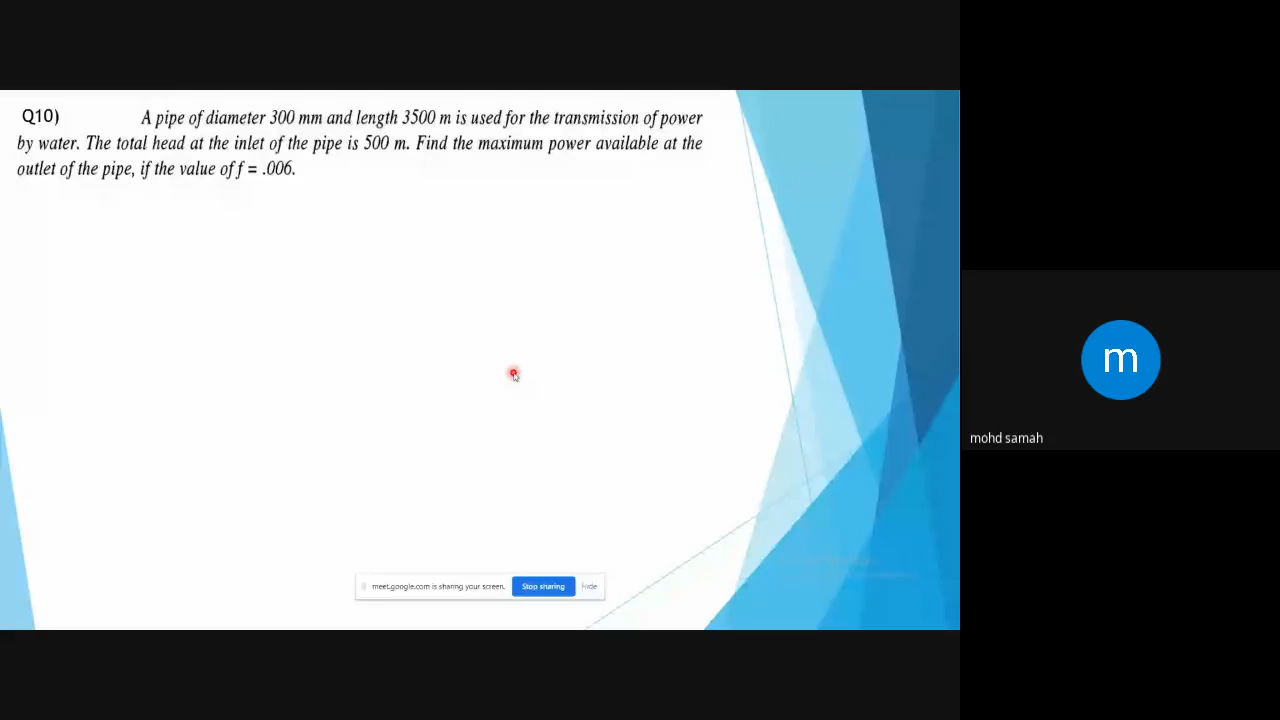 Q10) A pipe of diameter 300 mm and length 3500 m is used for the transmission of power
by water. The total head at the inlet of the pipe is 500 m. Find the maximum power available at the
outlet of the pipe, if the value of f = .006.
m
mohd samah
meet.google.com is sharing your screen. Stop sharing Hide